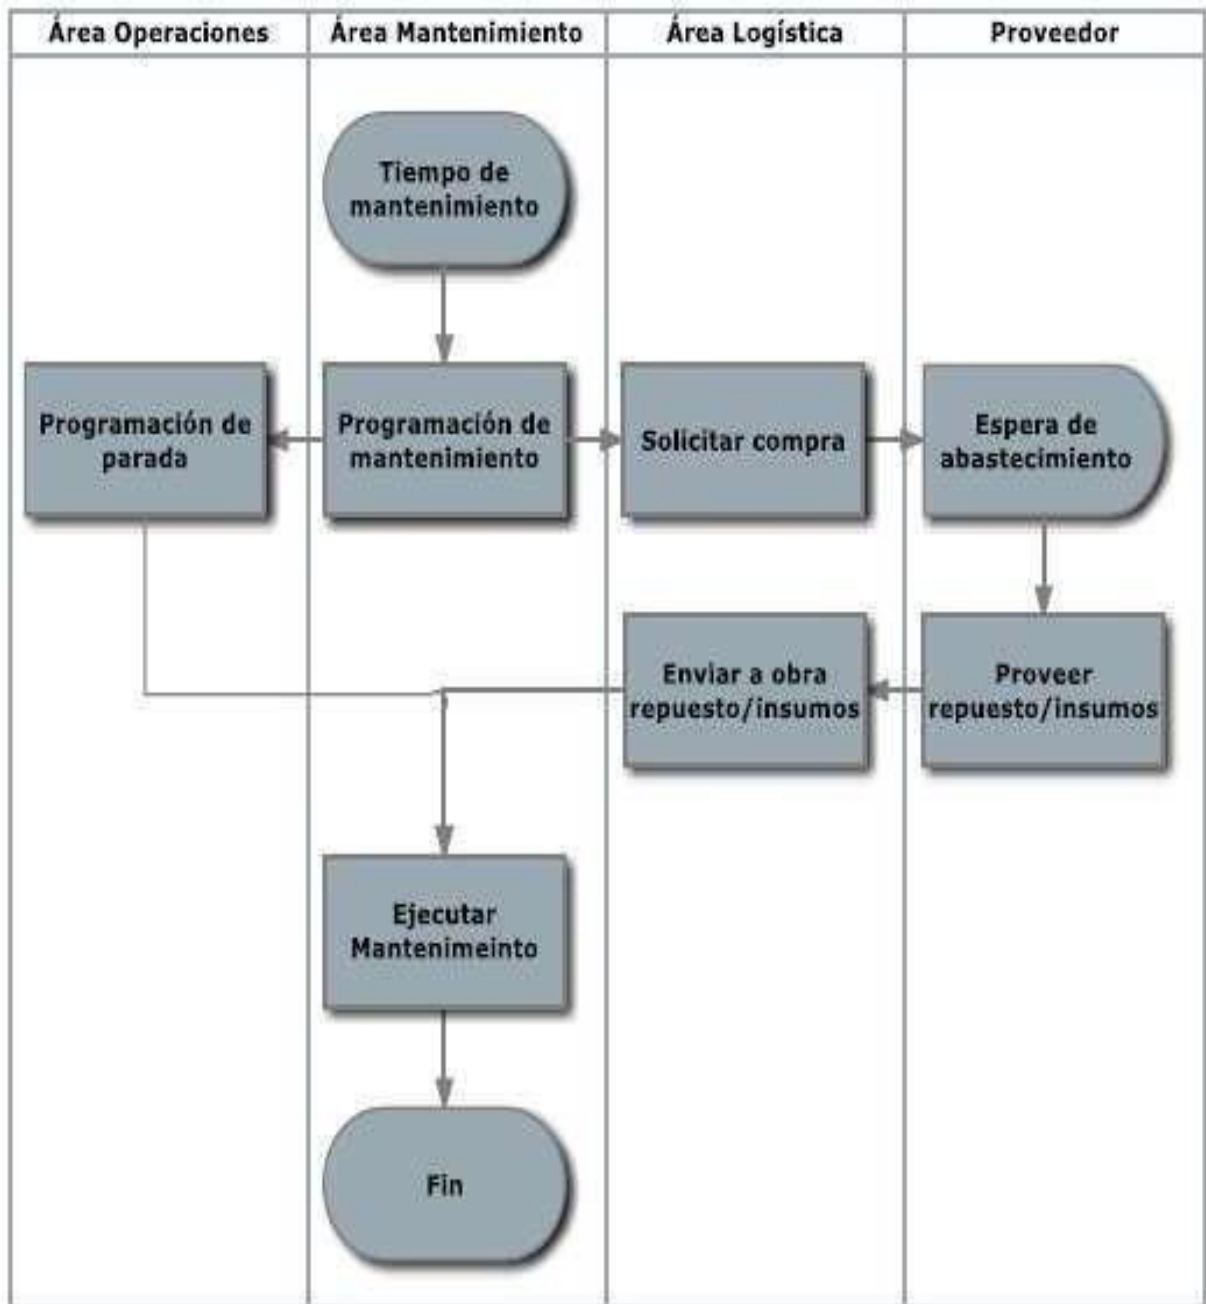 Área Operaciones
Área Mantenimiento
Área Logística
Proveedor
Tiempo de
mantenimiento
Programación de
parada
Programación de
mantenimiento
Solicitar compra
Espera de
abastecimiento
Enviar a obra
repuesto/insumos
Proveer
repuesto/insumos
Ejecutar
Mantenimeinto
Fin